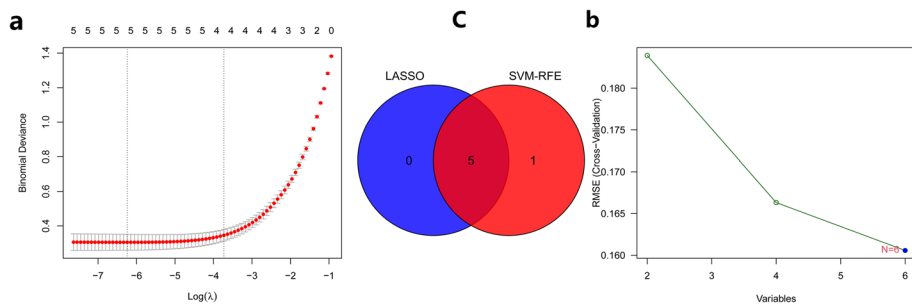 a
5 5 5 5 5 5 5 5 4 4 4 4 3 3 2 0
Binomial Deviance
1.4
1.2
1.0
0.8
0.6
0.4
−7 −6 −5 −4 −3 −2 −1
Log(λ)
C
LASSO SVM-RFE
0 5 1
b
RMSE (Cross−Validation)
0.180
0.175
0.170
0.165
0.160
N=6
2 3 4 5 6
Variables